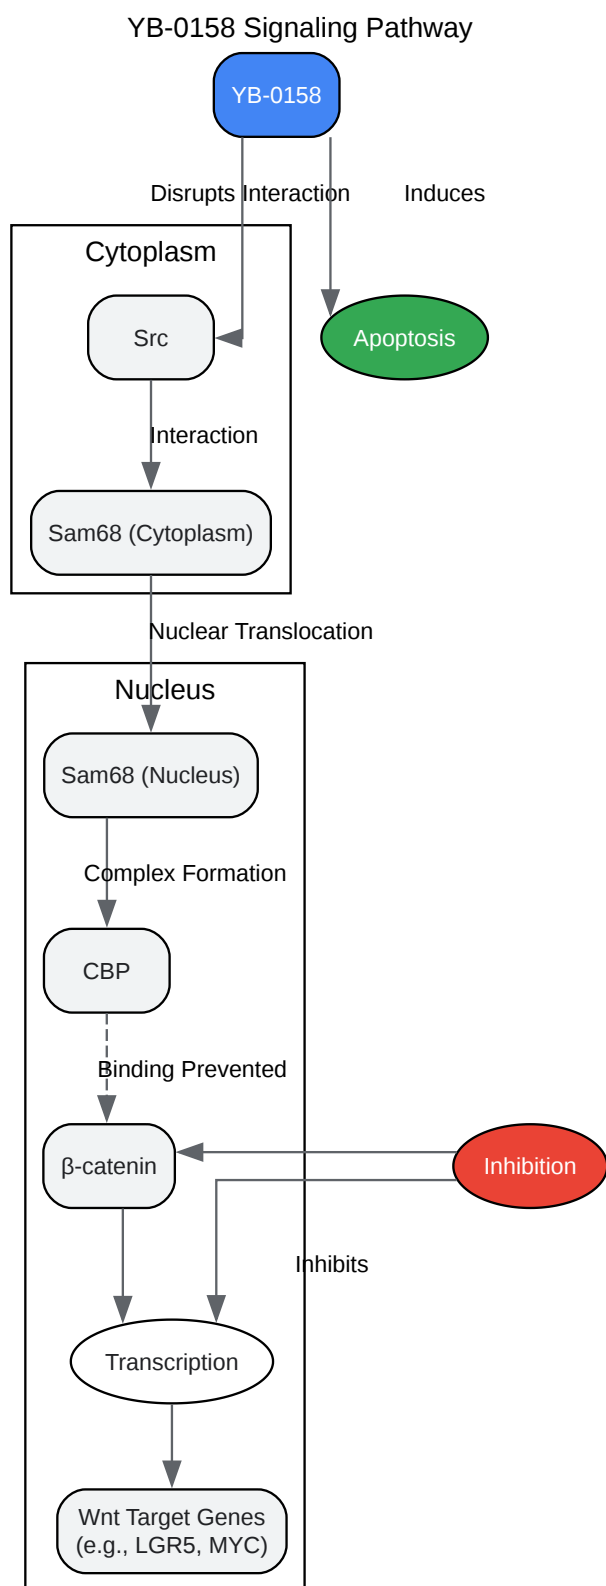 YB-0158 Signaling Pathway
YB-0158
Disrupts Interaction
Induces
Cytoplasm
Src
Apoptosis
Interaction
Sam68 (Cytoplasm)
Nuclear Translocation
Nucleus
Sam68 (Nucleus)
Complex Formation
CBP
Binding Prevented
β-catenin
Inhibition
Inhibits
Transcription
Wnt Target Genes
(e.g., LGR5, MYC)